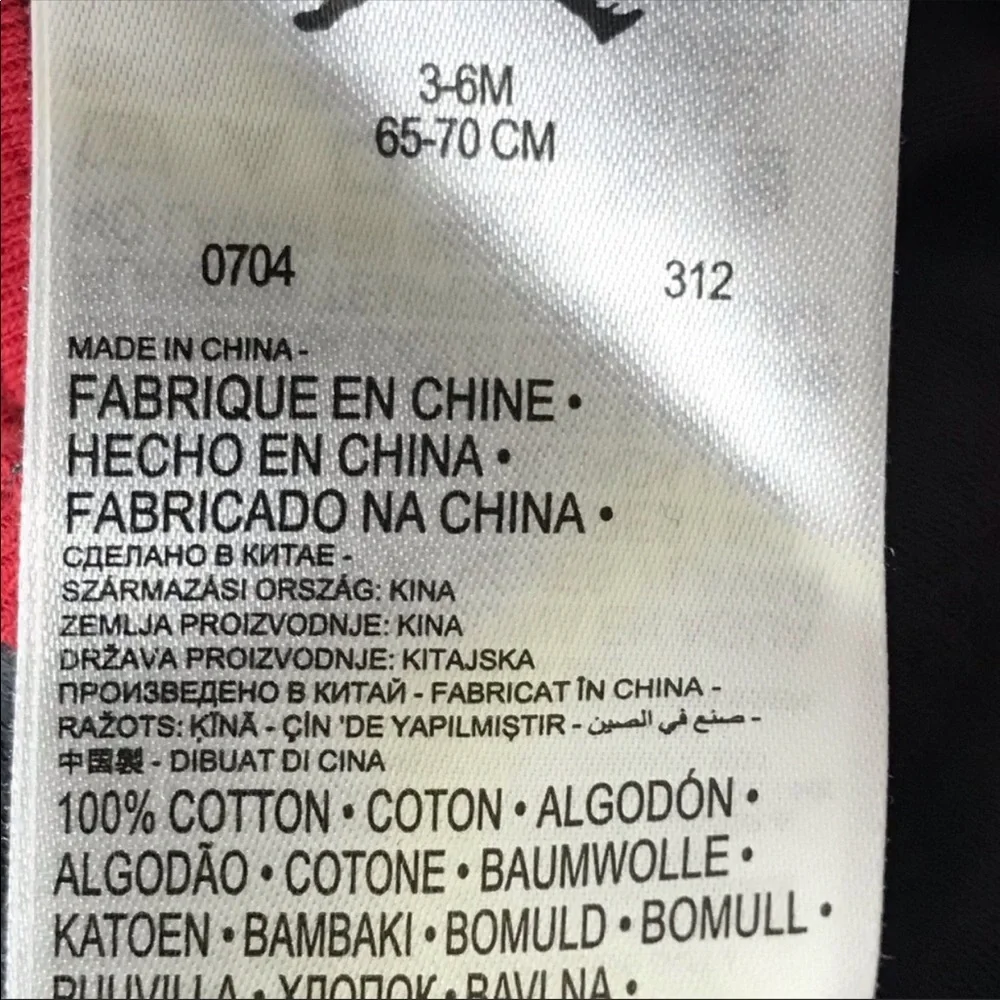 3-6M
65-70 CM
0704 312
MADE IN CHINA -
FABRIQUE EN CHINE •
HECHO EN CHINA •
FABRICADO NA CHINA •
СДЕЛАНО В КИТАЕ -
SZÁRMAZÁSI ORSZÁG: KINA
ZEMLJA PROIZVODNJE: KINA
DRŽAVA PROIZVODNJE: KITAJSKA
ПРОИЗВЕДЕНО В КИТАЙ - FABRICAT ÎN CHINA -
RAŽOTS: ĶĪNĀ - ÇİN 'DE YAPILMIŞTIR - صنع في الصين -
中国製 - DIBUAT DI CINA
100% COTTON • COTON • ALGODÓN •
ALGODÃO • COTONE • BAUMWOLLE •
KATOEN • BAMBAKI • BOMULD • BOMULL •
PUUVILLA • ХЛОПОК • BAVLNA •